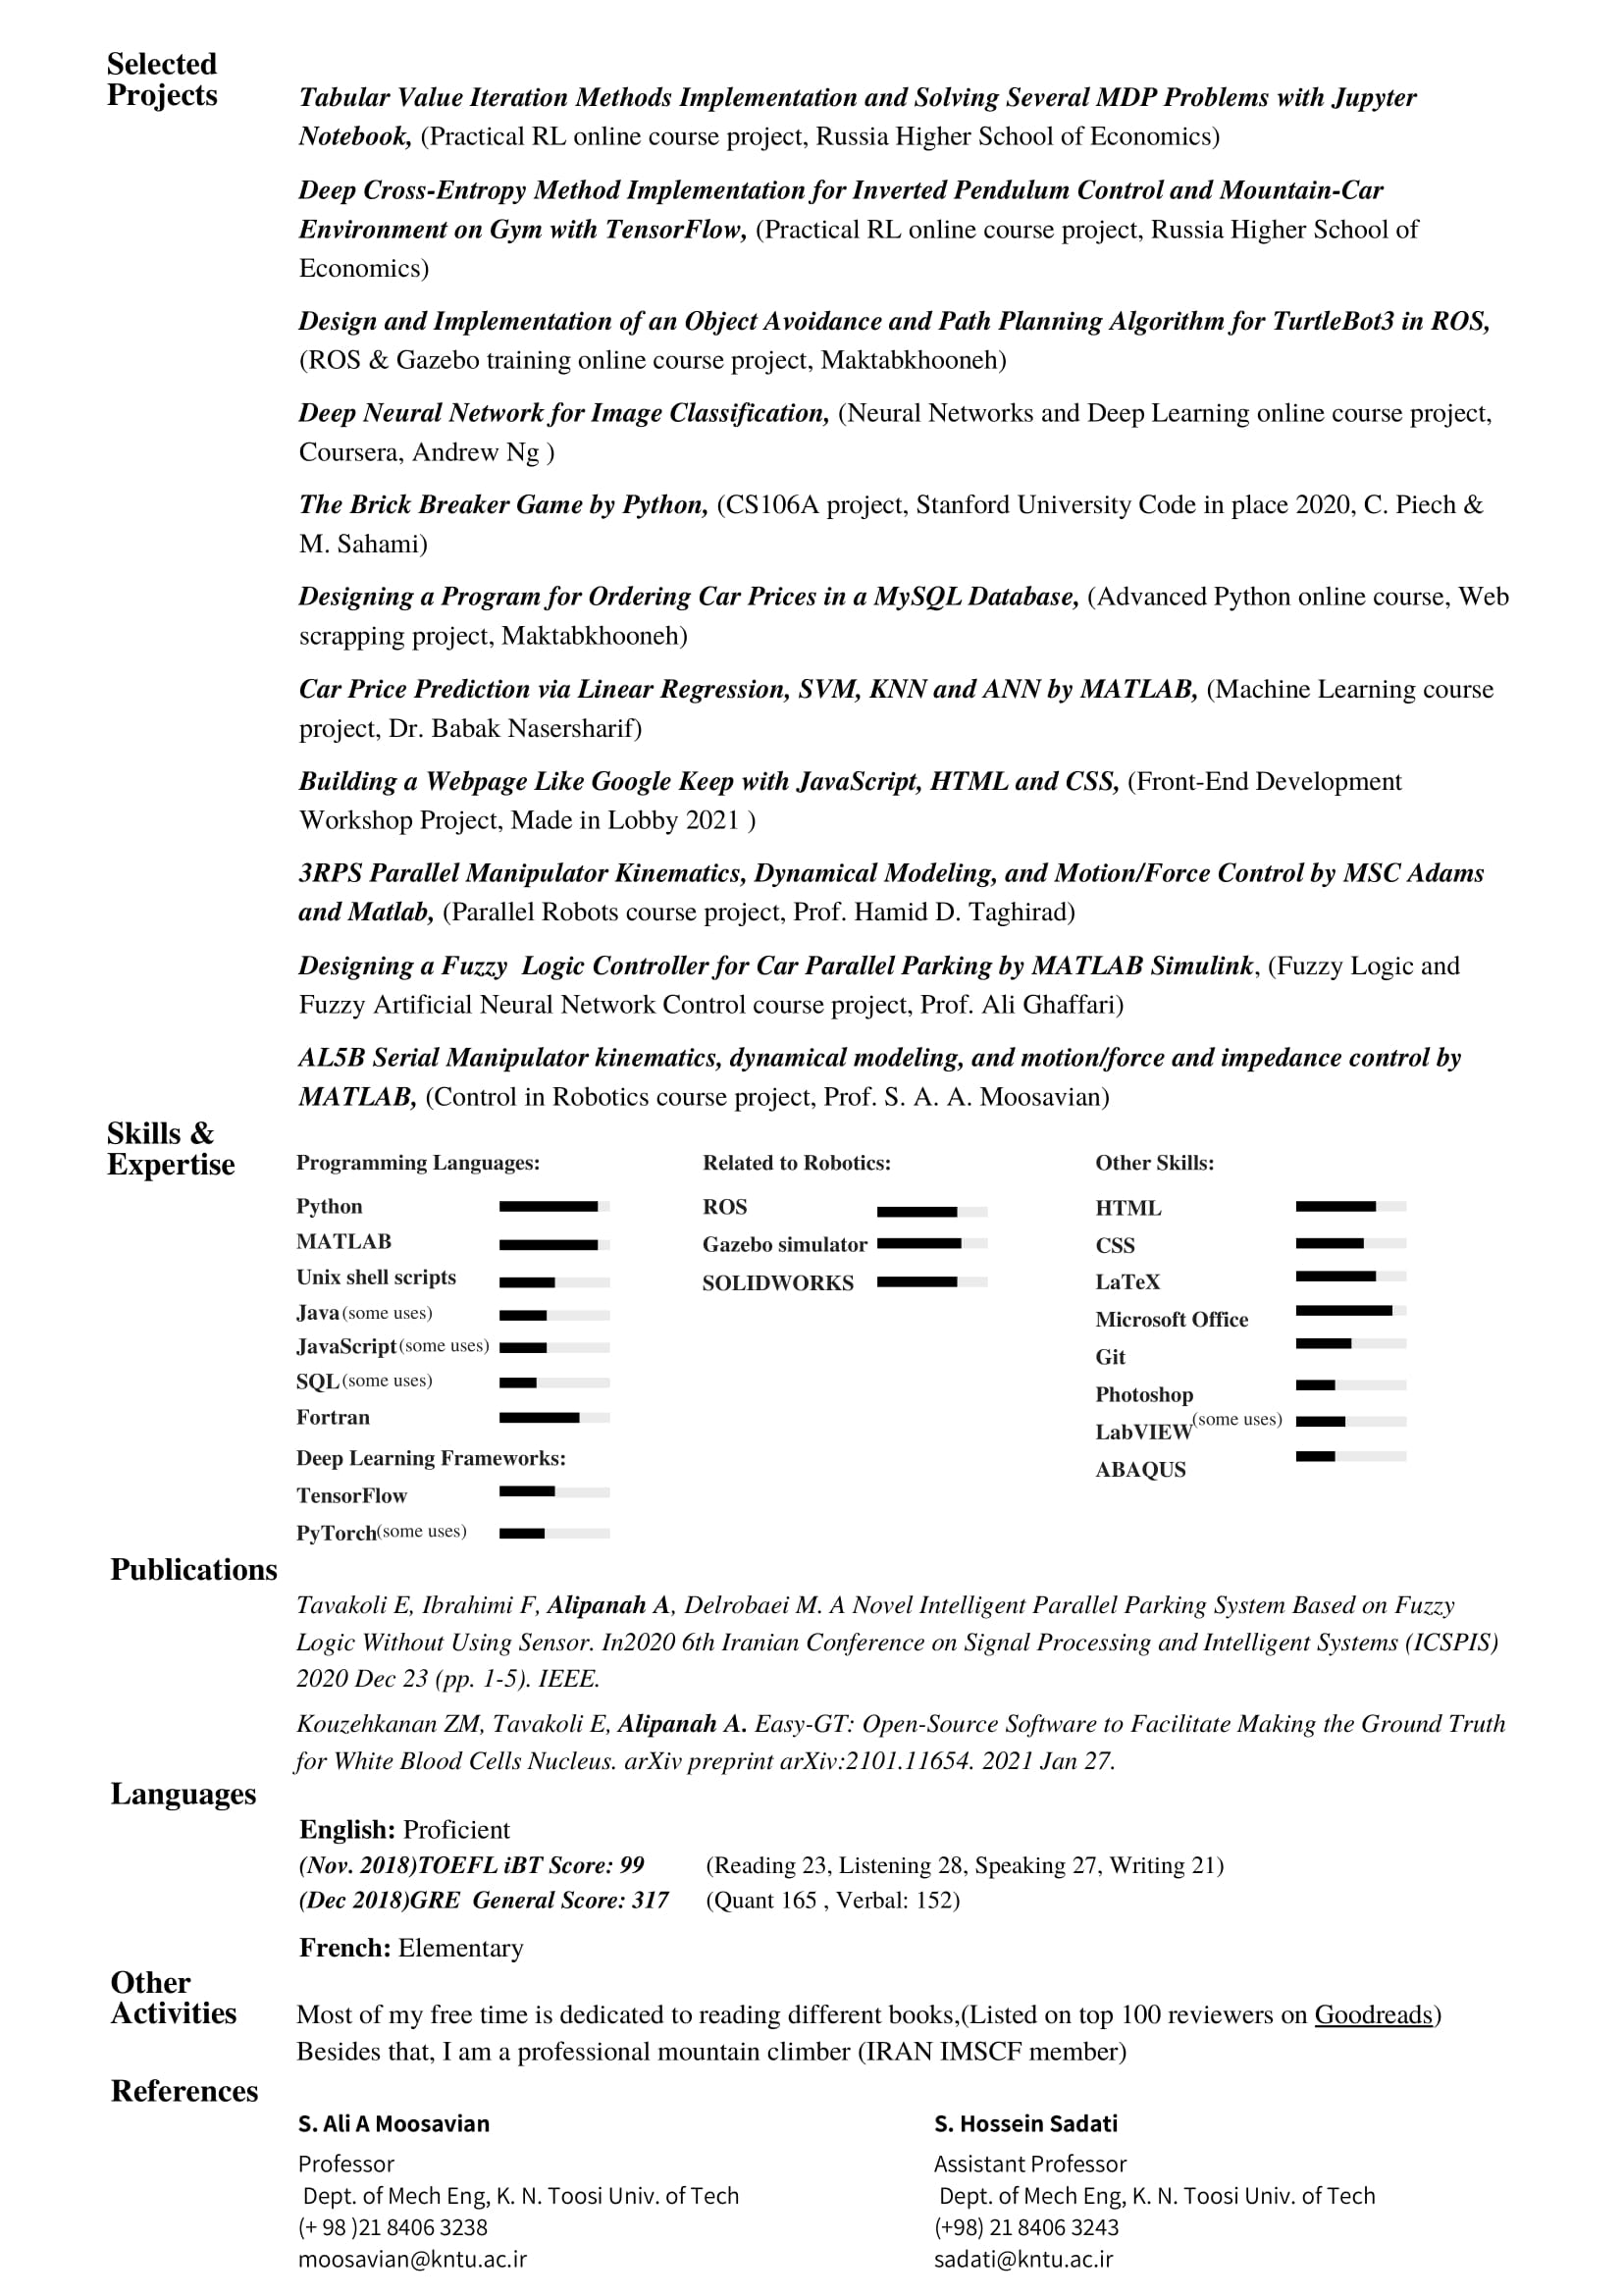 Selected
Projects
Tabular Value Iteration Methods Implementation and Solving Several MDP Problems with Jupyter
Notebook, (Practical RL online course project, Russia Higher School of Economics)
Deep Cross-Entropy Method Implementation for Inverted Pendulum Control and Mountain-Car
Environment on Gym with TensorFlow, (Practical RL online course project, Russia Higher School of
Economics)
Design and Implementation of an Object Avoidance and Path Planning Algorithm for TurtleBot3 in ROS,
(ROS & Gazebo training online course project, Maktabkhooneh)
Deep Neural Network for Image Classification, (Neural Networks and Deep Learning online course project,
Coursera, Andrew Ng )
The Brick Breaker Game by Python, (CS106A project, Stanford University Code in place 2020, C. Piech &
M. Sahami)
Designing a Program for Ordering Car Prices in a MySQL Database, (Advanced Python online course, Web
scrapping project, Maktabkhooneh)
Car Price Prediction via Linear Regression, SVM, KNN and ANN by MATLAB, (Machine Learning course
project, Dr. Babak Nasersharif)
Building a Webpage Like Google Keep with JavaScript, HTML and CSS, (Front-End Development
Workshop Project, Made in Lobby 2021 )
3RPS Parallel Manipulator Kinematics, Dynamical Modeling, and Motion/Force Control by MSC Adams
and Matlab, (Parallel Robots course project, Prof. Hamid D. Taghirad)
Designing a Fuzzy  Logic Controller for Car Parallel Parking by MATLAB Simulink, (Fuzzy Logic and
Fuzzy Artificial Neural Network Control course project, Prof. Ali Ghaffari)
AL5B Serial Manipulator kinematics, dynamical modeling, and motion/force and impedance control by
MATLAB, (Control in Robotics course project, Prof. S. A. A. Moosavian)
Skills &
Expertise
Programming Languages:
Python
MATLAB
Unix shell scripts
Java (some uses)
JavaScript (some uses)
SQL (some uses)
Fortran
Deep Learning Frameworks:
TensorFlow
PyTorch(some uses)
Related to Robotics:
ROS
Gazebo simulator
SOLIDWORKS
Other Skills:
HTML
CSS
LaTeX
Microsoft Office
Git
Photoshop
LabVIEW (some uses)
ABAQUS
Publications
Tavakoli E, Ibrahimi F, Alipanah A, Delrobaei M. A Novel Intelligent Parallel Parking System Based on Fuzzy
Logic Without Using Sensor. In2020 6th Iranian Conference on Signal Processing and Intelligent Systems (ICSPIS)
2020 Dec 23 (pp. 1-5). IEEE.
Kouzehkanan ZM, Tavakoli E, Alipanah A. Easy-GT: Open-Source Software to Facilitate Making the Ground Truth
for White Blood Cells Nucleus. arXiv preprint arXiv:2101.11654. 2021 Jan 27.
Languages
English: Proficient
(Nov. 2018)TOEFL iBT Score: 99 (Reading 23, Listening 28, Speaking 27, Writing 21)
(Dec 2018)GRE  General Score: 317 (Quant 165 , Verbal: 152)
French: Elementary
Other
Activities
Most of my free time is dedicated to reading different books,(Listed on top 100 reviewers on Goodreads)
Besides that, I am a professional mountain climber (IRAN IMSCF member)
References
S. Ali A Moosavian
Professor
Dept. of Mech Eng, K. N. Toosi Univ. of Tech
(+ 98 )21 8406 3238
moosavian@kntu.ac.ir
S. Hossein Sadati
Assistant Professor
Dept. of Mech Eng, K. N. Toosi Univ. of Tech
(+98) 21 8406 3243
sadati@kntu.ac.ir